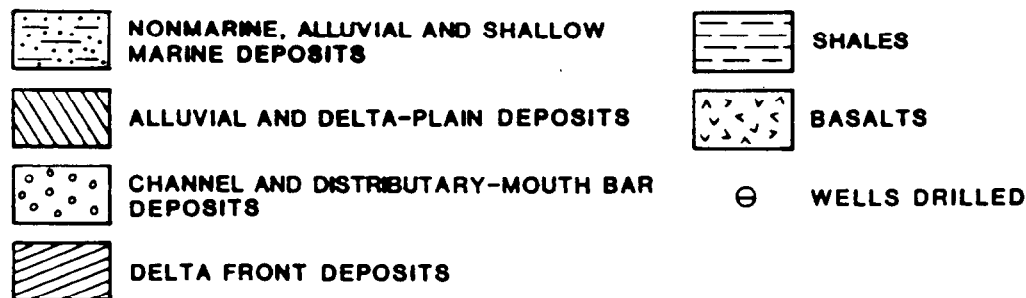 NONMARINE, ALLUVIAL AND SHALLOW
MARINE DEPOSITS
ALLUVIAL AND DELTA-PLAIN DEPOSITS
CHANNEL AND DISTRIBUTARY-MOUTH BAR
DEPOSITS
DELTA FRONT DEPOSITS
SHALES
BASALTS
WELLS DRILLED